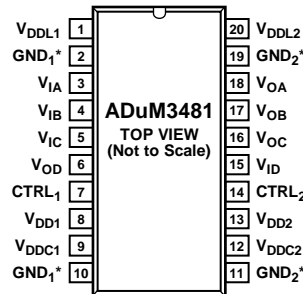 VDDL1 1 20 VDDL2
GND1* 2 19 GND2*
VIA 3 ADuM3481 18 VOA
VIB 4 TOP VIEW 17 VOB
VIC 5 (Not to Scale) 16 VOC
VOD 6 15 VID
CTRL1 7 14 CTRL2
VDD1 8 13 VDD2
VDDC1 9 12 VDDC2
GND1* 10 11 GND2*